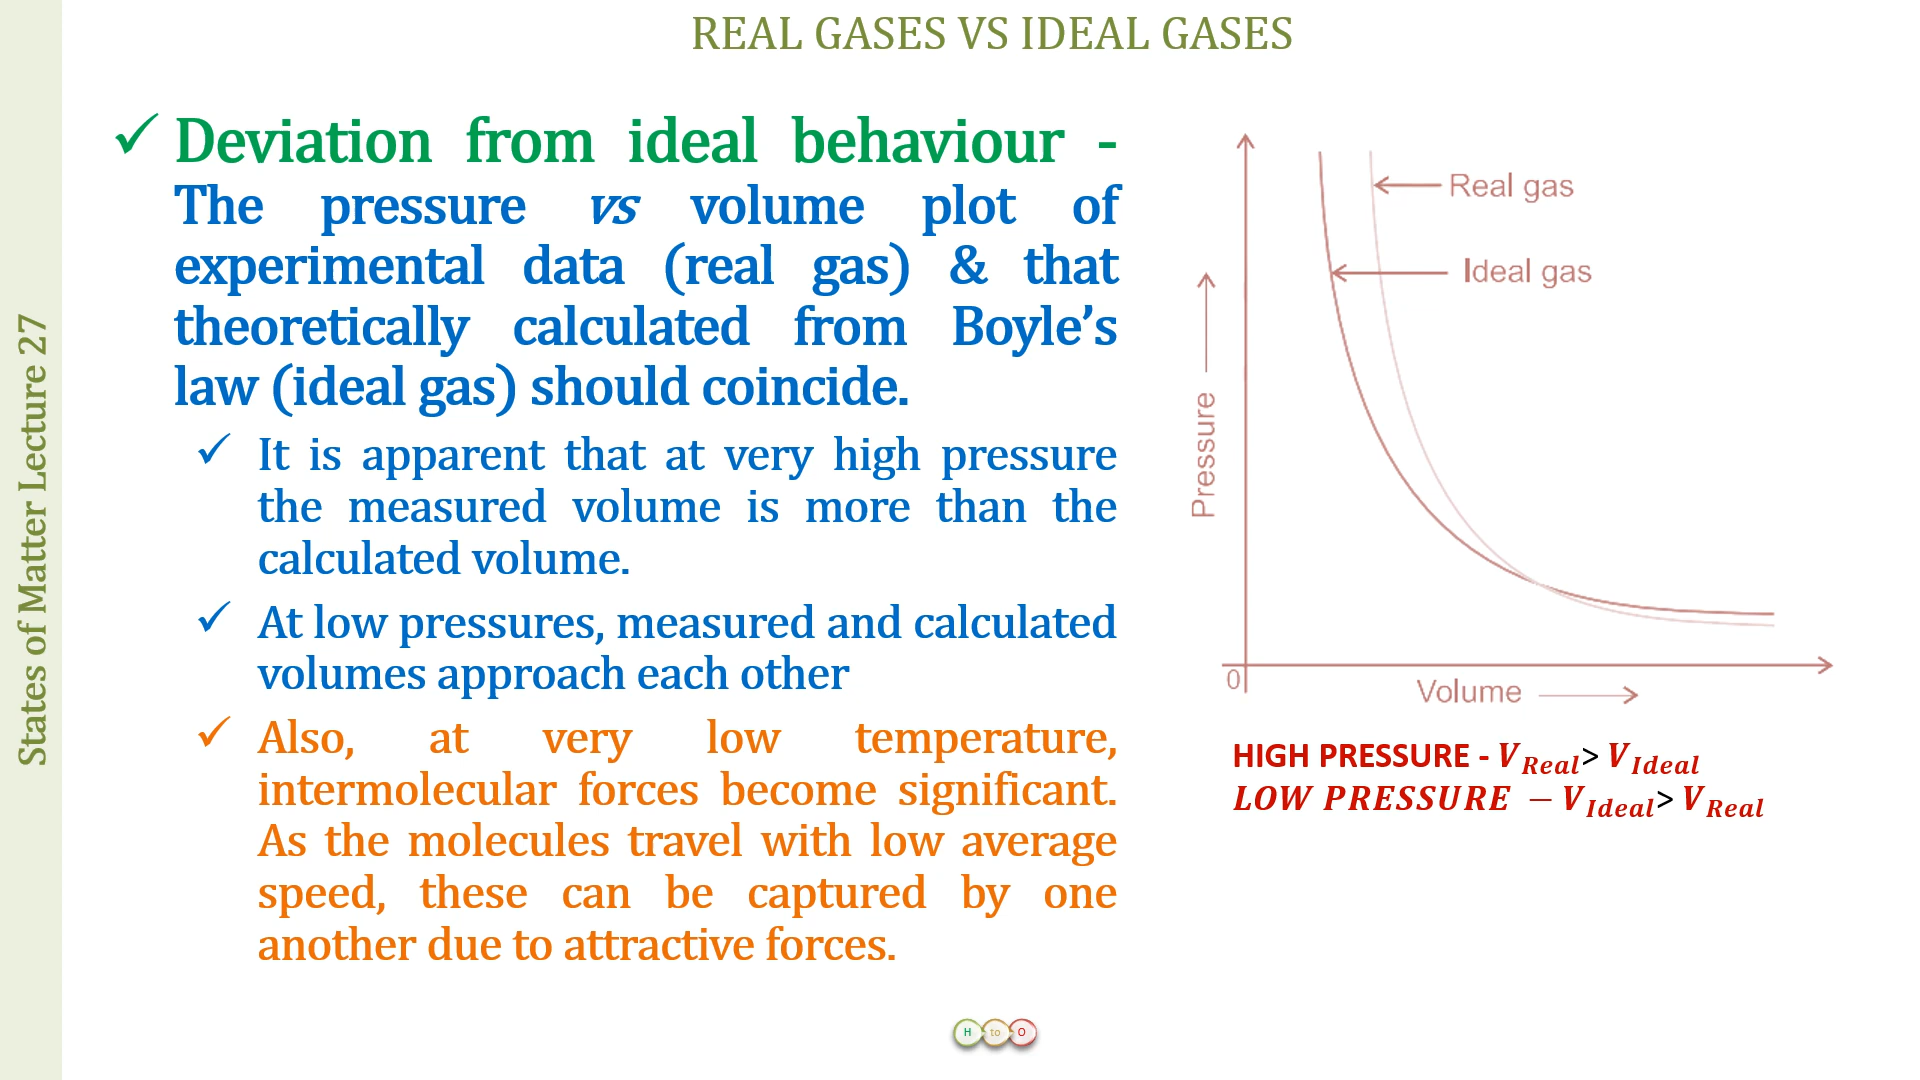 REAL GASES VS IDEAL GASES
States of Matter Lecture 27
✓ Deviation from ideal behaviour -
The pressure vs volume plot of
experimental data (real gas) & that
theoretically calculated from Boyle’s
law (ideal gas) should coincide.
✓ It is apparent that at very high pressure
the measured volume is more than the
calculated volume.
✓ At low pressures, measured and calculated
volumes approach each other
✓ Also, at very low temperature,
intermolecular forces become significant.
As the molecules travel with low average
speed, these can be captured by one
another due to attractive forces.
Real gas
Ideal gas
Pressure
0
Volume
HIGH PRESSURE - V Real > V Ideal
LOW PRESSURE – V Ideal > V Real
H to O